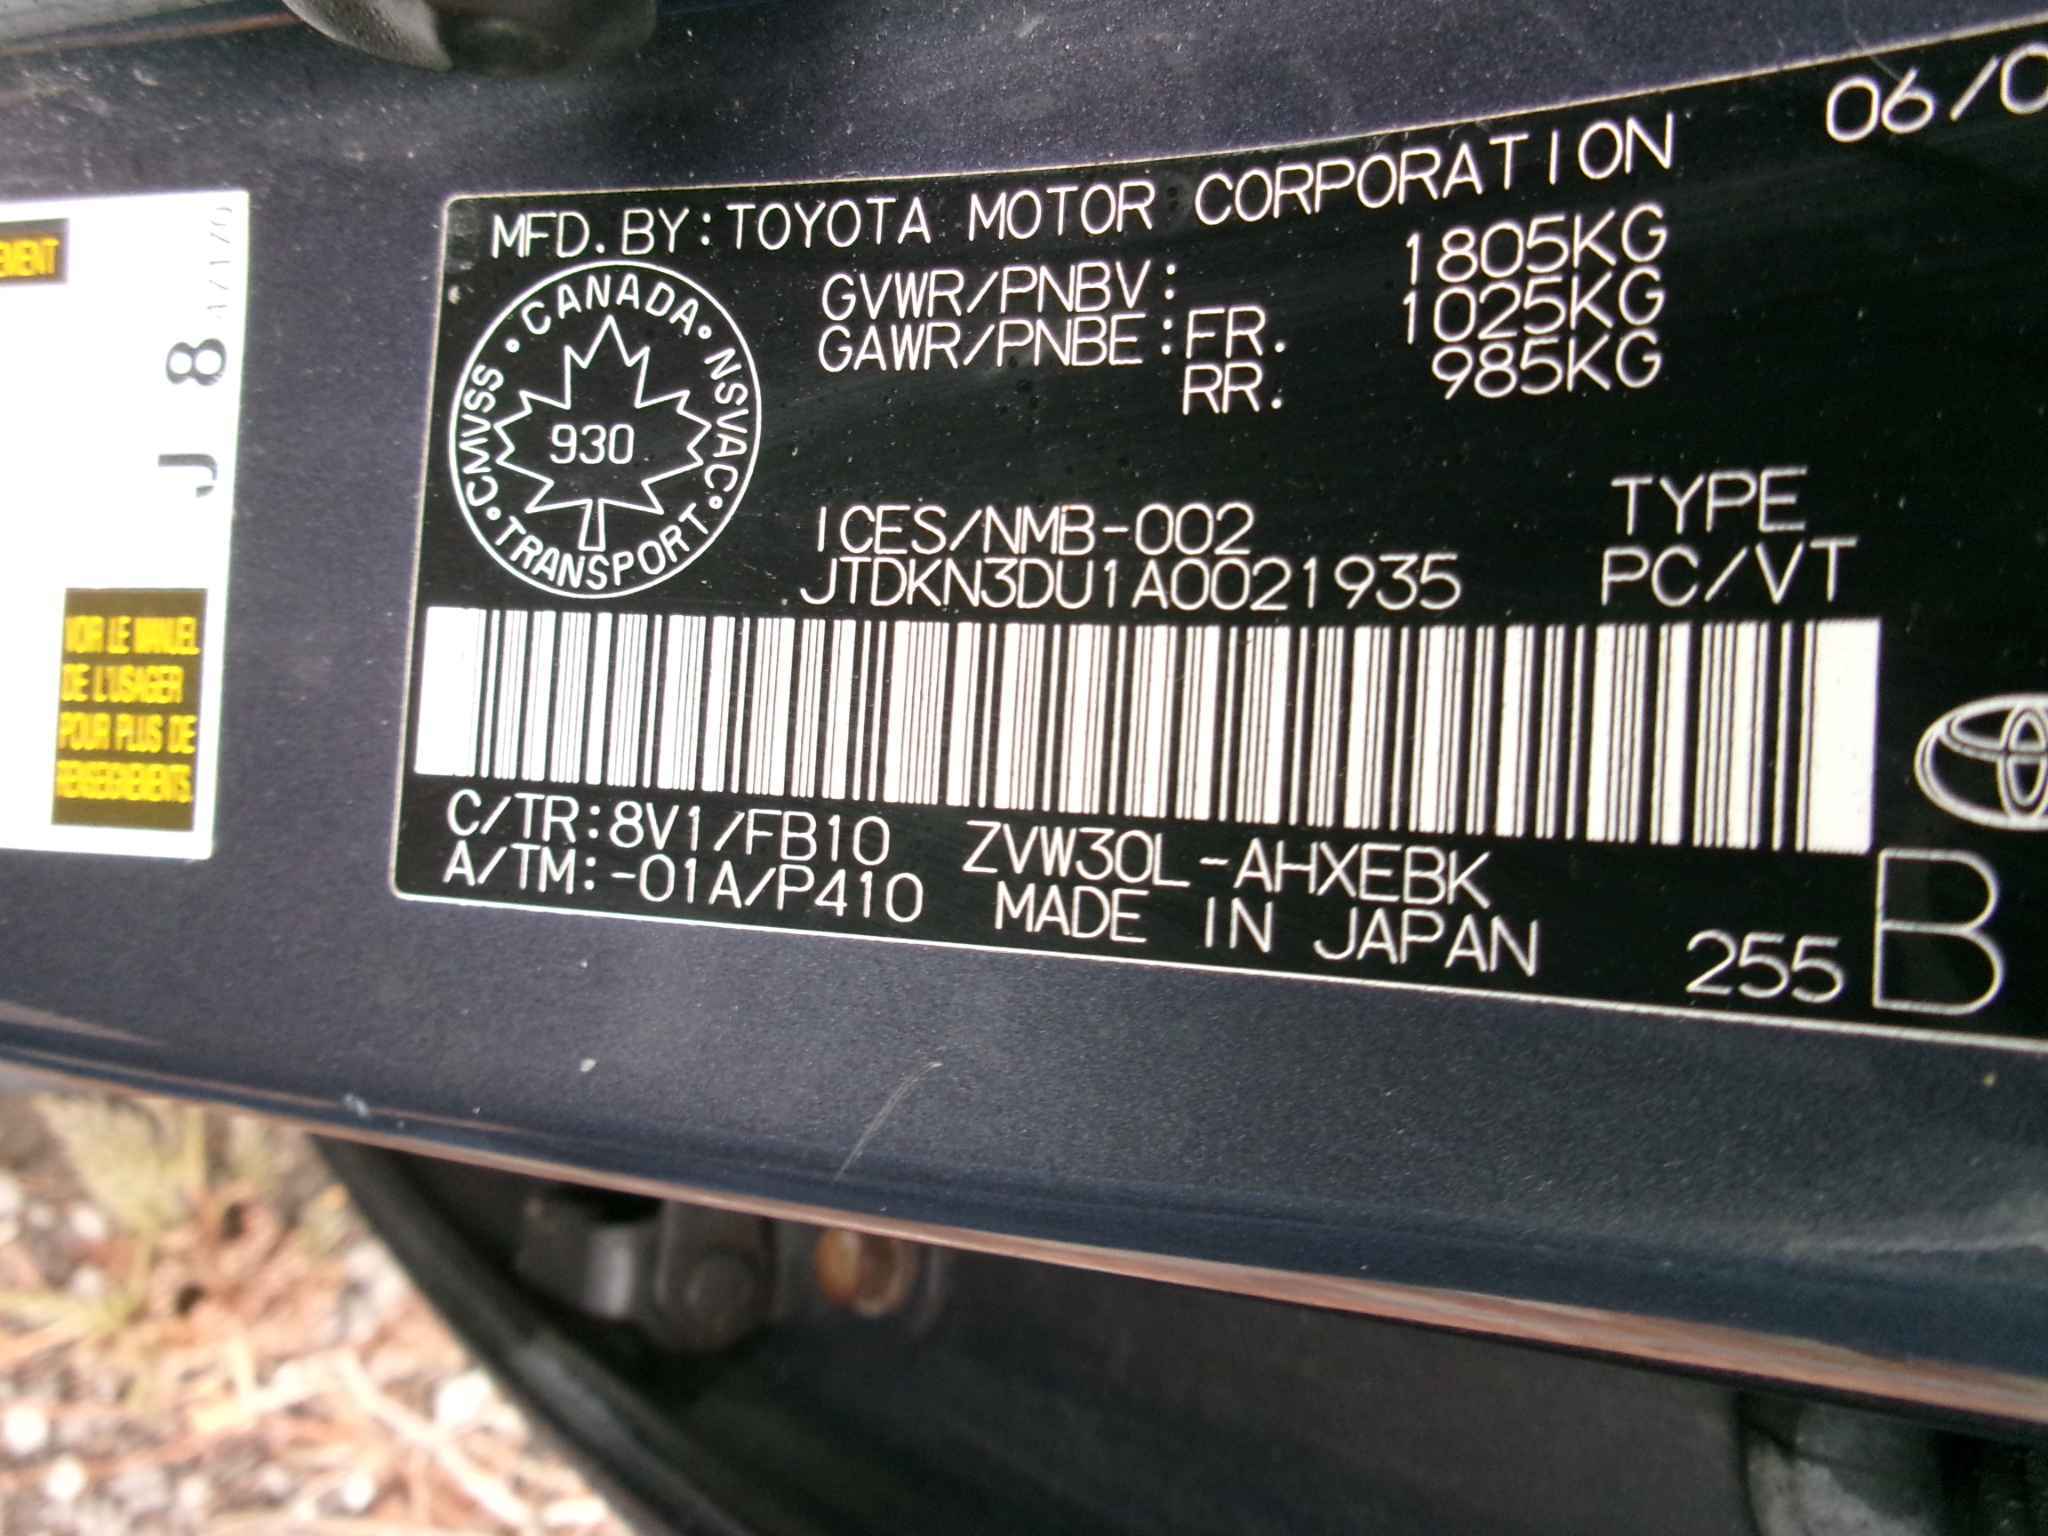 EMENT
J 8
VOIR LE MANUEL
DE L'USAGER
POUR PLUS DE
RENSEIGNEMENTS
06/0
MFD. BY: TOYOTA MOTOR CORPORATION
GVWR/PNBV: 1805KG
GAWR/PNBE: FR. 1025KG
RR. 985KG
CANADA • NSVAC • TRANSPORT • CMVSS •
930
ICES/NMB-002
JTDKN3DU1A0021935
TYPE
PC/VT
C/TR:8V1/FB10 ZVW30L-AHXEBK
A/TM:-01A/P410 MADE IN JAPAN
255 B